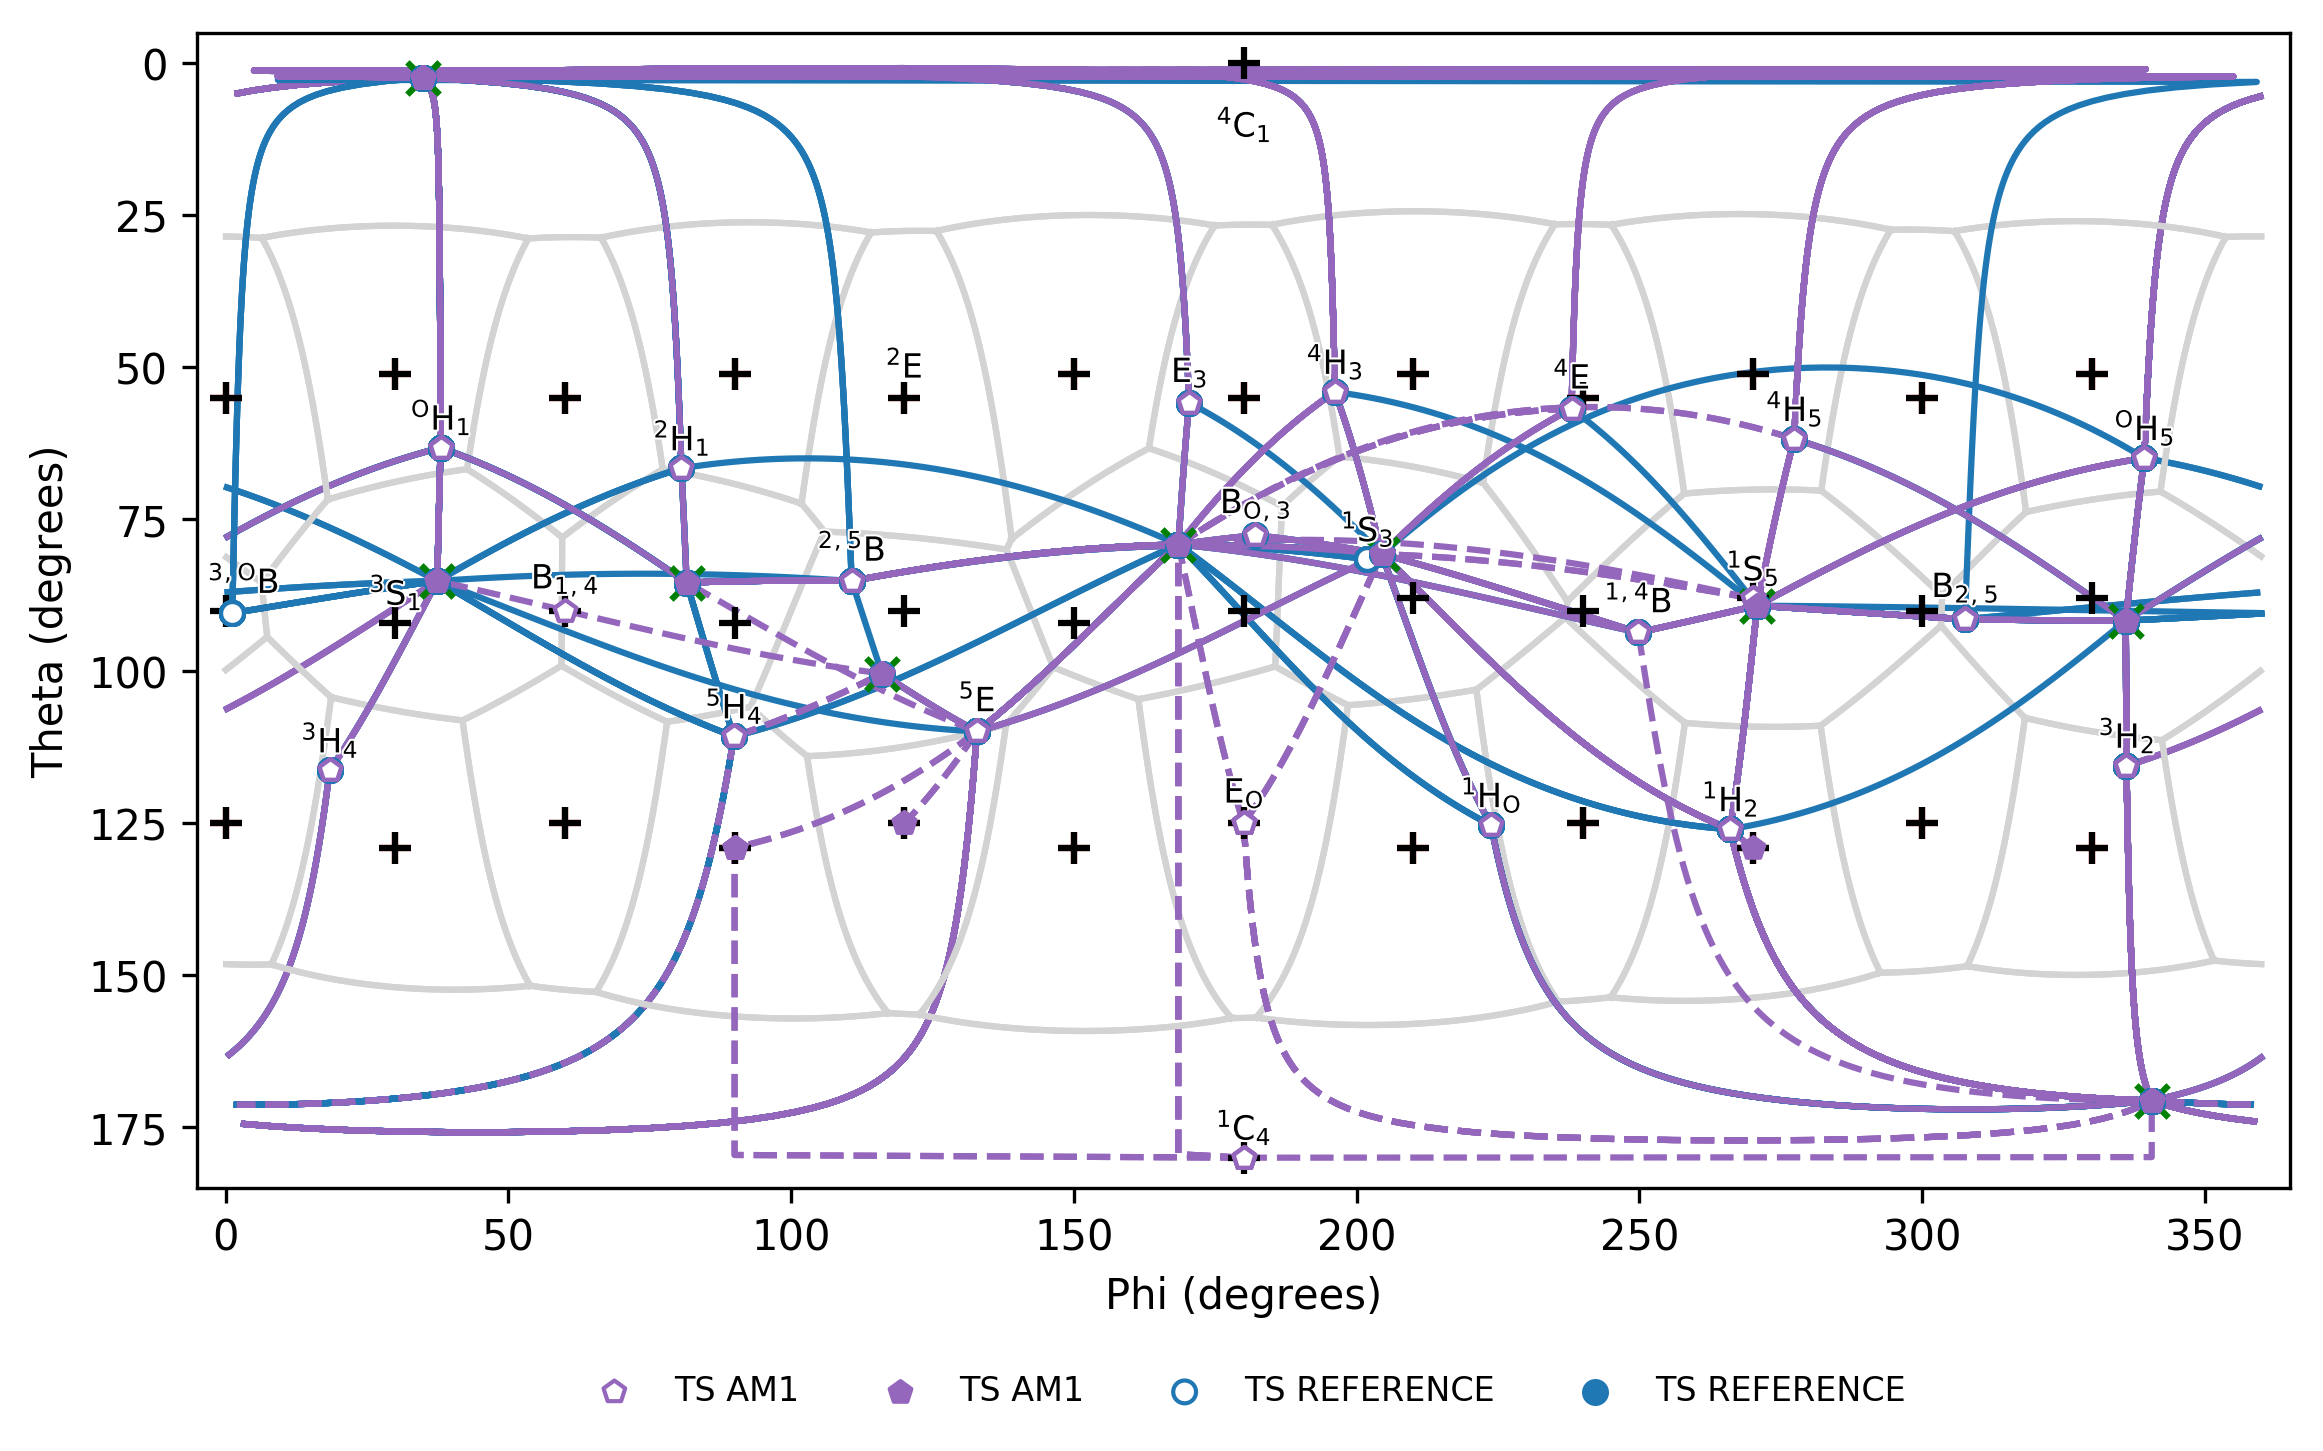 0
25
50
75
100
125
150
175
Theta (degrees)
⁴C₁
²E
E₃
⁴H₃
⁴E
ᴼH₁
²H₁
⁴H₅
ᴼH₅
B_O,3
¹S₃
²,⁵B
³,ᴼB
³S₁
B₁,₄
¹S₅
¹,⁴B
B₂,₅
⁵H₄
⁵E
³H₄
³H₂
E_O
¹H_O
¹H₂
¹C₄
0 50 100 150 200 250 300 350
Phi (degrees)
TS AM1 TS AM1 TS REFERENCE TS REFERENCE